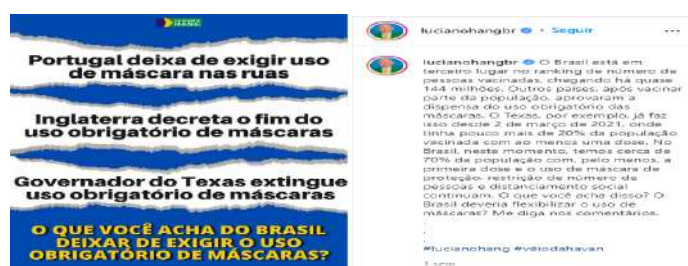 Portugal deixa de exigir uso
de máscara nas ruas
Inglaterra decreta o fim do
uso obrigatório de máscaras
Governador do Texas extingue
uso obrigatório de máscaras
O QUE VOCÊ ACHA DO BRASIL
DEIXAR DE EXIGIR O USO
OBRIGATÓRIO DE MÁSCARAS?
lucianohangbr • Seguir
lucianohangbr O Brasil está em
terceiro lugar no ranking de número de
pessoas vacinadas, chegando há quase
144 milhões. Outros países, após vacinar
parte da população, aprovaram a
dispensa do uso obrigatório das
máscaras. O Texas, por exemplo, já faz
isso desde 2 de março de 2021, onde
tinha pouco mais de 20% da população
vacinada com ao menos uma dose. No
Brasil, neste momento, temos cerca de
70% da população com, pelo menos, a
primeira dose e o uso de máscara de
proteção, restrição de número de
pessoas e distanciamento social
continuam. O que você acha disso? O
Brasil deveria flexibilizar o uso de
máscaras? Me diga nos comentários.
.
.
.
#lucianohang #véiodahavan
1 sem